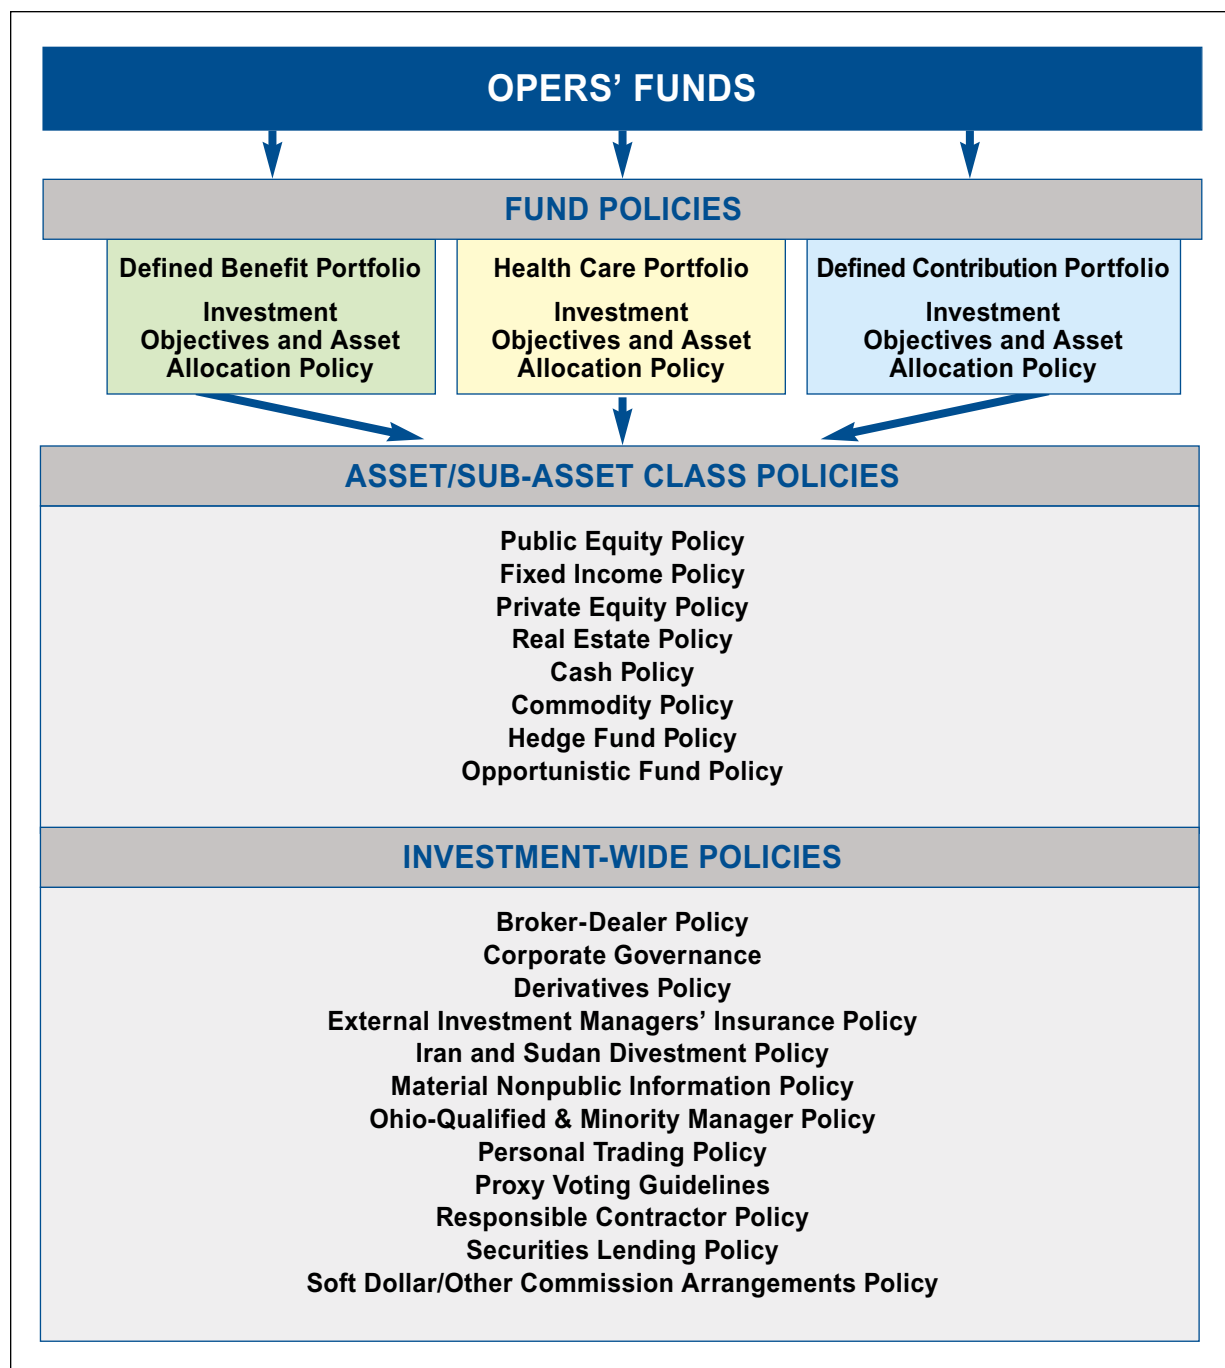 OPERS’ FUNDS
FUND POLICIES
Defined Benefit Portfolio
Investment
Objectives and Asset
Allocation Policy
Health Care Portfolio
Investment
Objectives and Asset
Allocation Policy
Defined Contribution Portfolio
Investment
Objectives and Asset
Allocation Policy
ASSET/SUB-ASSET CLASS POLICIES
Public Equity Policy
Fixed Income Policy
Private Equity Policy
Real Estate Policy
Cash Policy
Commodity Policy
Hedge Fund Policy
Opportunistic Fund Policy
INVESTMENT-WIDE POLICIES
Broker-Dealer Policy
Corporate Governance
Derivatives Policy
External Investment Managers’ Insurance Policy
Iran and Sudan Divestment Policy
Material Nonpublic Information Policy
Ohio-Qualified & Minority Manager Policy
Personal Trading Policy
Proxy Voting Guidelines
Responsible Contractor Policy
Securities Lending Policy
Soft Dollar/Other Commission Arrangements Policy